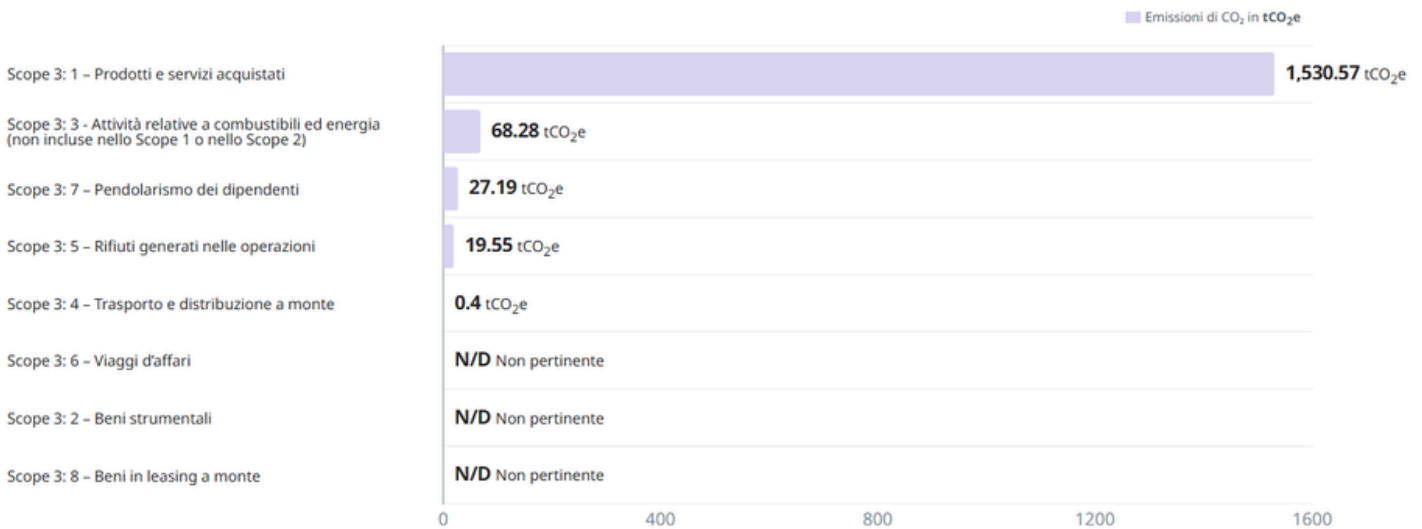 Emissioni di CO₂ in tCO₂e
Scope 3: 1 – Prodotti e servizi acquistati
1,530.57 tCO₂e
Scope 3: 3 - Attività relative a combustibili ed energia
(non incluse nello Scope 1 o nello Scope 2)
68.28 tCO₂e
Scope 3: 7 – Pendolarismo dei dipendenti
27.19 tCO₂e
Scope 3: 5 – Rifiuti generati nelle operazioni
19.55 tCO₂e
Scope 3: 4 – Trasporto e distribuzione a monte
0.4 tCO₂e
Scope 3: 6 – Viaggi d'affari
N/D Non pertinente
Scope 3: 2 – Beni strumentali
N/D Non pertinente
Scope 3: 8 – Beni in leasing a monte
N/D Non pertinente
0 400 800 1200 1600